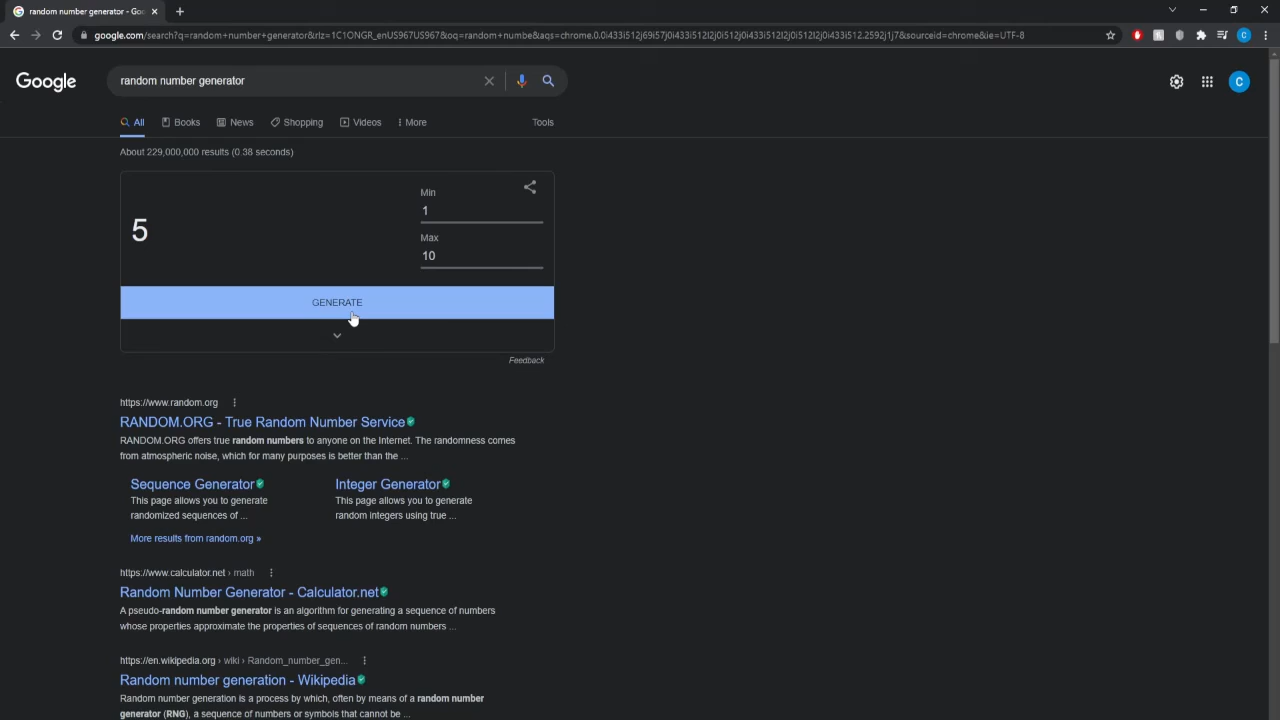 random number generator - Goo
google.com/search?q=random+number+generator&rlz=1C1ONGR_enUS967US967&oq=random+numbe&aqs=chrome.0.0i433i512j69i57j0i433i512l2j0i512j0i433i512l2j0i512l2j0i433i512.2592j1j7&sourceid=chrome&ie=UTF-8
C
Google
random number generator
C
All
Books
News
Shopping
Videos
More
Tools
About 229,000,000 results (0.38 seconds)
Min
1
5
Max
10
GENERATE
Feedback
https://www.random.org
RANDOM.ORG - True Random Number Service
RANDOM.ORG offers true random numbers to anyone on the Internet. The randomness comes
from atmospheric noise, which for many purposes is better than the ...
Sequence Generator
This page allows you to generate
randomized sequences of ...
Integer Generator
This page allows you to generate
random integers using true ...
More results from random.org »
https://www.calculator.net › math
Random Number Generator - Calculator.net
A pseudo-random number generator is an algorithm for generating a sequence of numbers
whose properties approximate the properties of sequences of random numbers ...
https://en.wikipedia.org › wiki › Random_number_gen...
Random number generation - Wikipedia
Random number generation is a process by which, often by means of a random number
generator (RNG), a sequence of numbers or symbols that cannot be ...